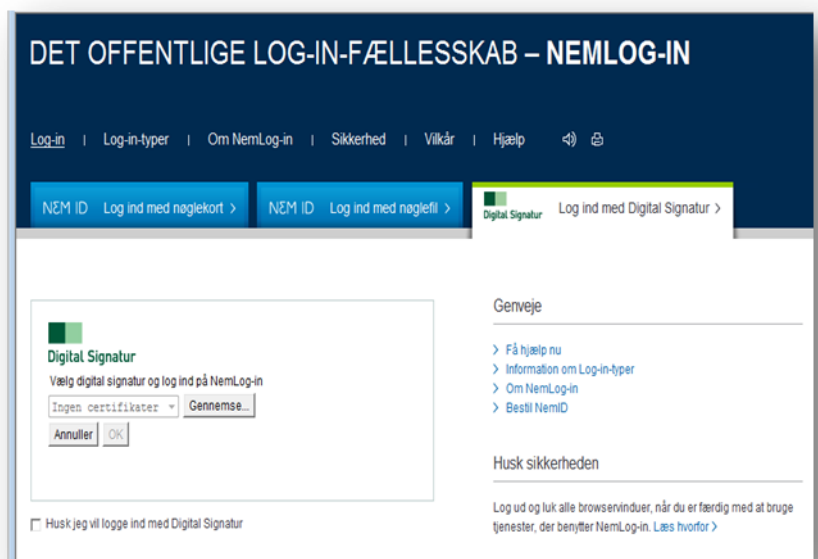 DET OFFENTLIGE LOG-IN-FÆLLESSKAB – NEMLOG-IN
Log-in | Log-in-typer | Om NemLog-in | Sikkerhed | Vilkår | Hjælp
NEM ID Log ind med nøglekort >
NEM ID Log ind med nøglefil >
Digital Signatur Log ind med Digital Signatur >
Digital Signatur
Vælg digital signatur og log ind på NemLog-in
Ingen certifikater
Gennemse...
Annuller
OK
Husk jeg vil logge ind med Digital Signatur
Genveje
> Få hjælp nu
> Information om Log-in-typer
> Om NemLog-in
> Bestil NemID
Husk sikkerheden
Log ud og luk alle browservinduer, når du er færdig med at bruge
tjenester, der benytter NemLog-in. Læs hvorfor >